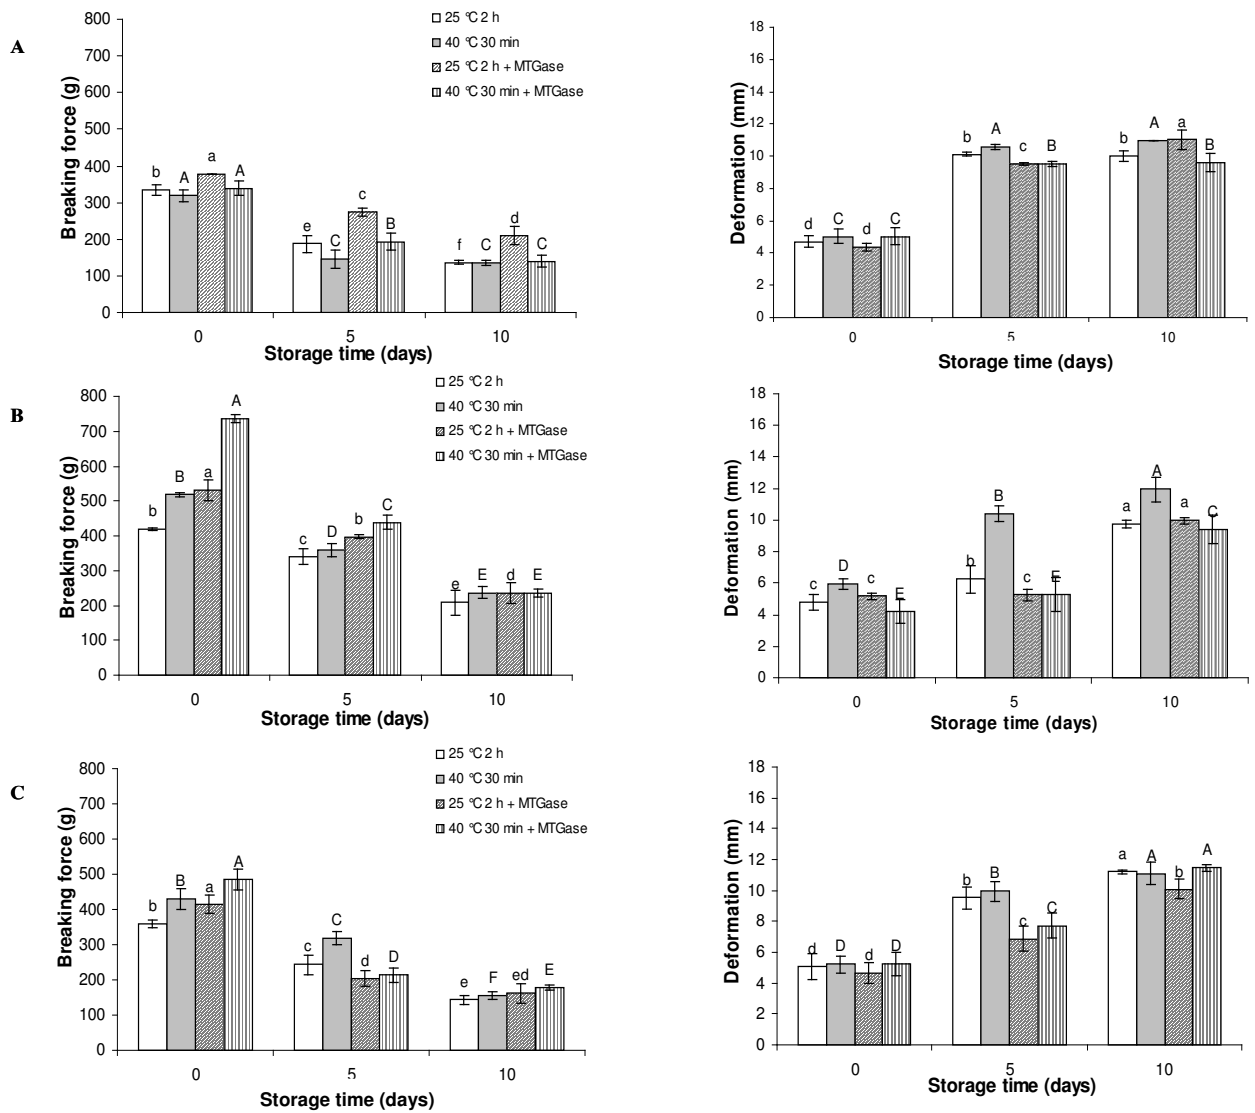 A
Breaking force (g)
800
700
600
500
400
300
200
100
0
25 °C 2 h
40 °C 30 min
25 °C 2 h + MTGase
40 °C 30 min + MTGase
b A a A
e C c B
f C d C
0 5 10
Storage time (days)
Deformation (mm)
18
16
14
12
10
8
6
4
2
0
d C d C
b A c B
b A a B
0 5 10
Storage time (days)
B
Breaking force (g)
800
700
600
500
400
300
200
100
0
25 °C 2 h
40 °C 30 min
25 °C 2 h + MTGase
40 °C 30 min + MTGase
b B a A
c D b C
e E d E
0 5 10
Storage time (days)
Deformation (mm)
18
16
14
12
10
8
6
4
2
0
c D c E
b B c E
a A a C
0 5 10
Storage time (days)
C
Breaking force (g)
800
700
600
500
400
300
200
100
0
25 °C 2 h
40 °C 30 min
25 °C 2 h + MTGase
40 °C 30 min + MTGase
b B a A
c C d D
e F ed E
0 5 10
Storage time (days)
Deformation (mm)
18
16
14
12
10
8
6
4
2
0
d D d D
b B c C
a A b A
0 5 10
Storage time (days)